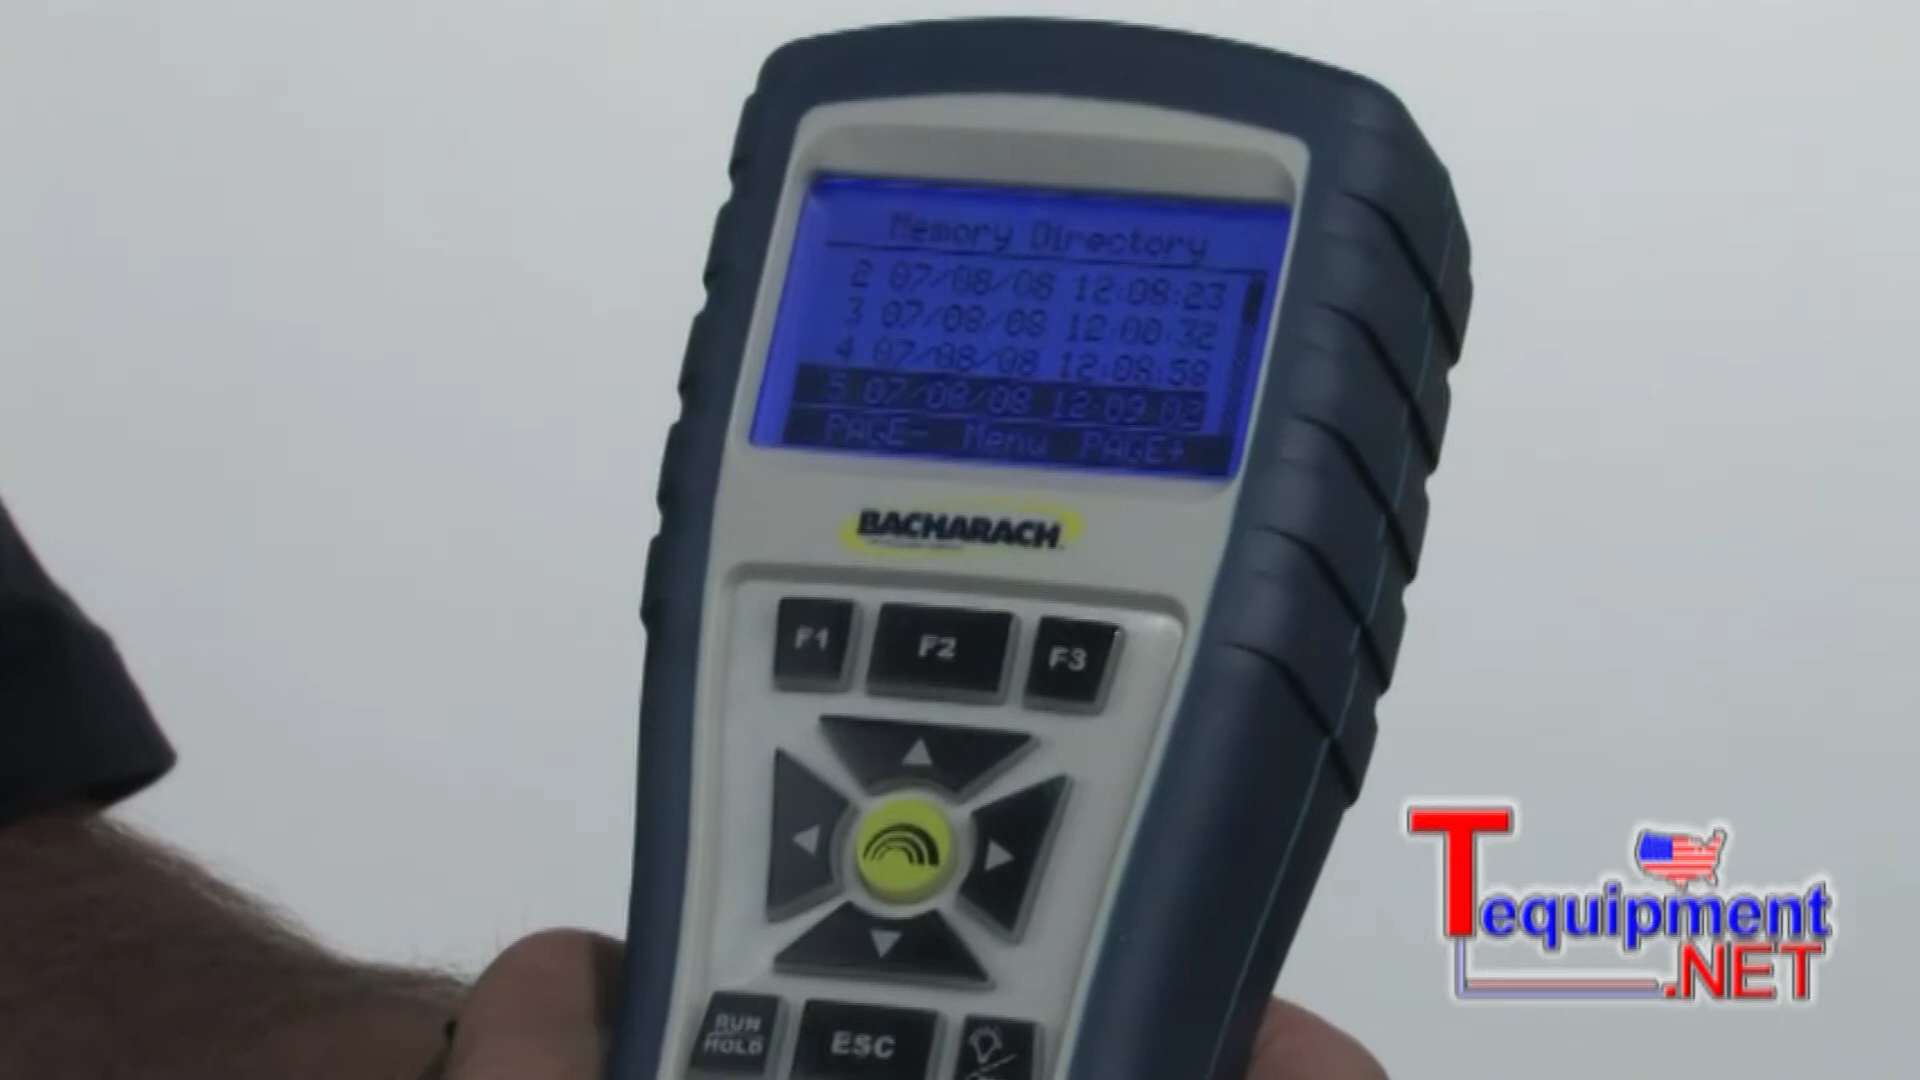 Memory Directory
2 07/08/08 12:08:23
3 07/08/08 12:08:32
4 07/08/08 12:08:58
5 07/08/08 12:09:02
PAGE- Menu PAGE+
BACHARACH
F1 F2 F3
RUN
HOLD
ESC
Tequipment
.NET